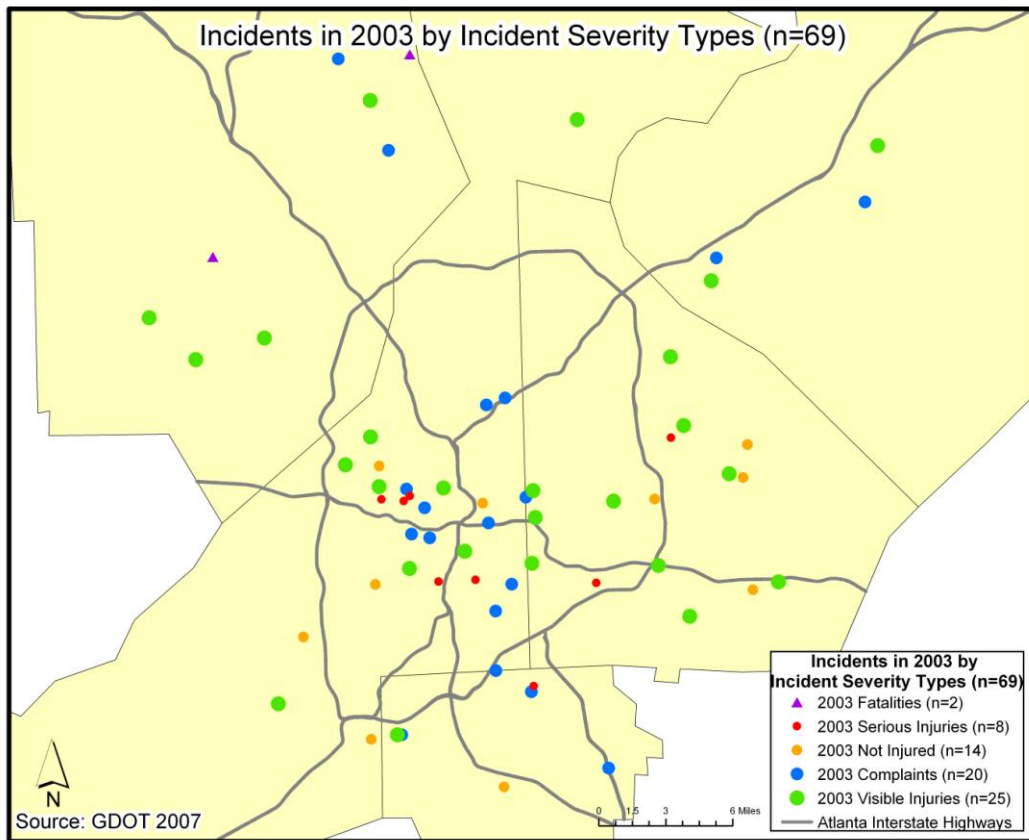 Incidents in 2003 by Incident Severity Types (n=69)
Incidents in 2003 by
Incident Severity Types (n=69)
2003 Fatalities (n=2)
2003 Serious Injuries (n=8)
2003 Not Injured (n=14)
2003 Complaints (n=20)
2003 Visible Injuries (n=25)
Atlanta Interstate Highways
N
Source: GDOT 2007
0 1.5 3 6 Miles